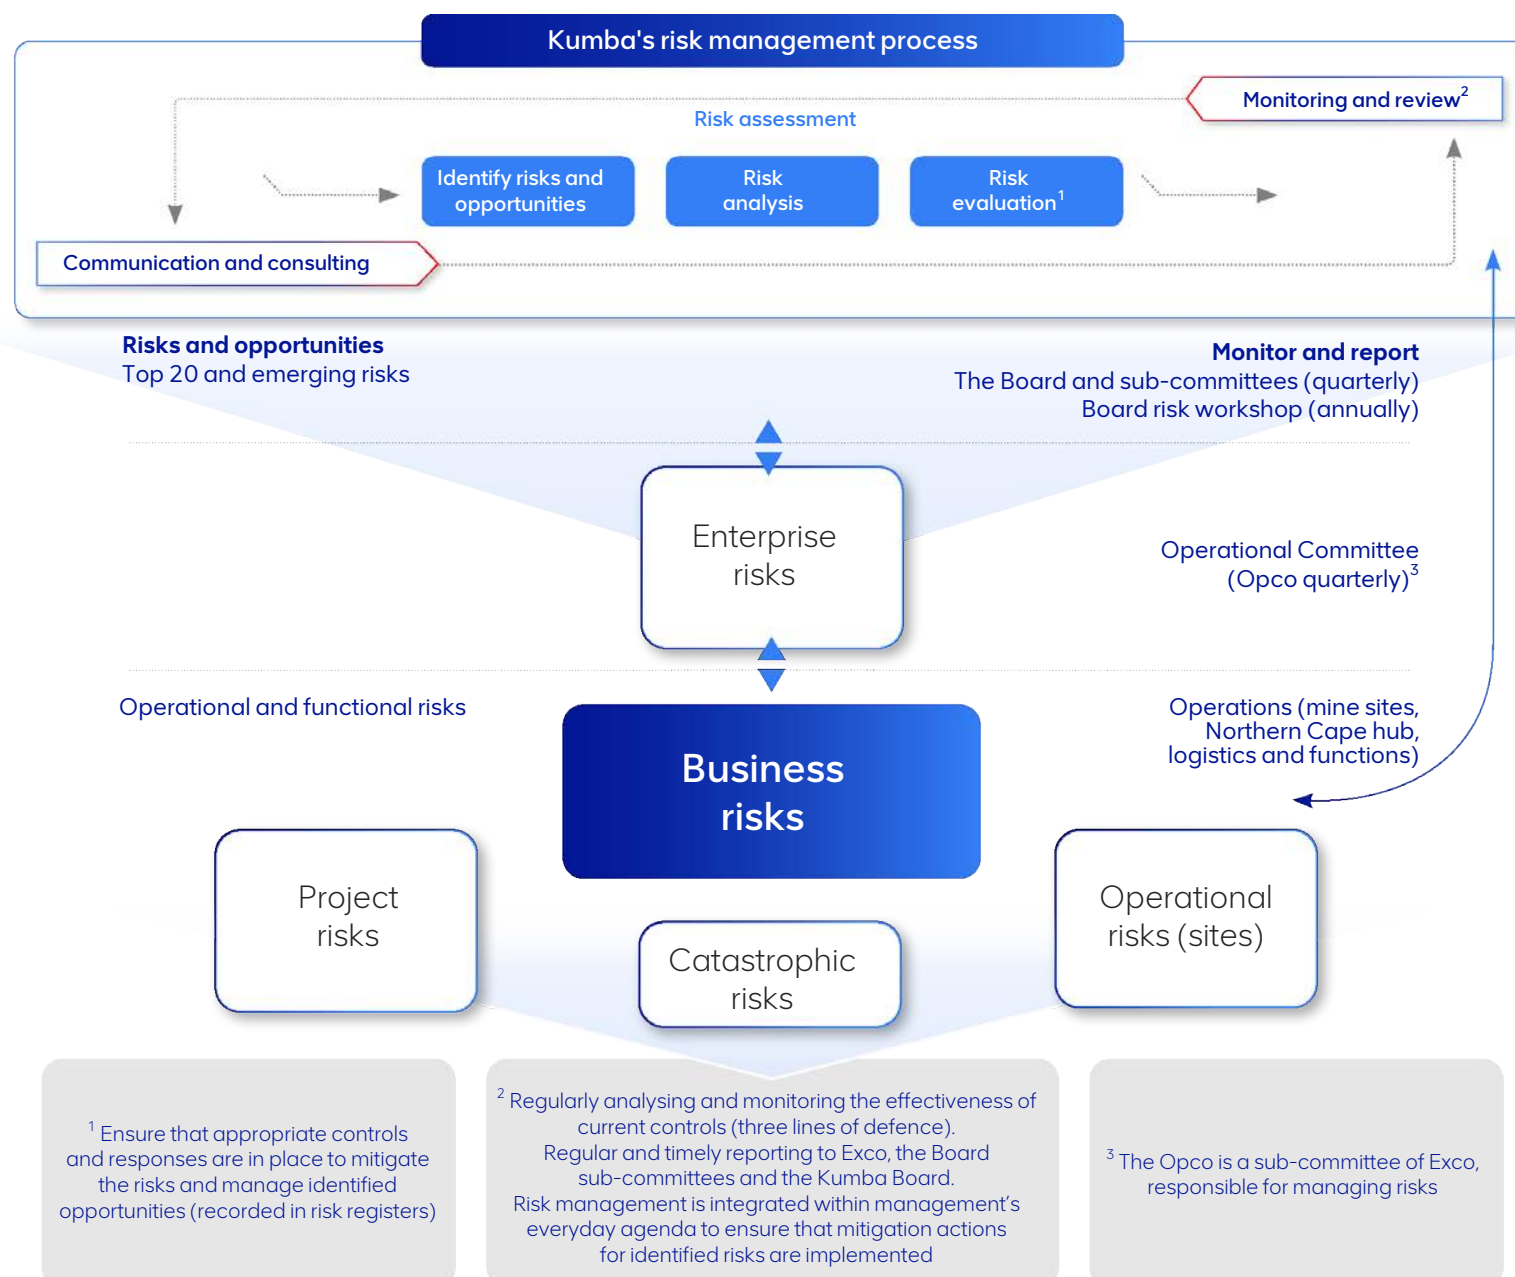 Kumba's risk management process
Monitoring and review²
Risk assessment
Identify risks and
opportunities
Risk
analysis
Risk
evaluation¹
Communication and consulting
Risks and opportunities
Top 20 and emerging risks
Monitor and report
The Board and sub-committees (quarterly)
Board risk workshop (annually)
Enterprise
risks
Operational Committee
(Opco quarterly)³
Operational and functional risks
Operations (mine sites,
Northern Cape hub,
logistics and functions)
Business
risks
Project
risks
Catastrophic
risks
Operational
risks (sites)
¹ Ensure that appropriate controls
and responses are in place to mitigate
the risks and manage identified
opportunities (recorded in risk registers)
² Regularly analysing and monitoring the effectiveness of
current controls (three lines of defence).
Regular and timely reporting to Exco, the Board
sub-committees and the Kumba Board.
Risk management is integrated within management's
everyday agenda to ensure that mitigation actions
for identified risks are implemented
³ The Opco is a sub-committee of Exco,
responsible for managing risks